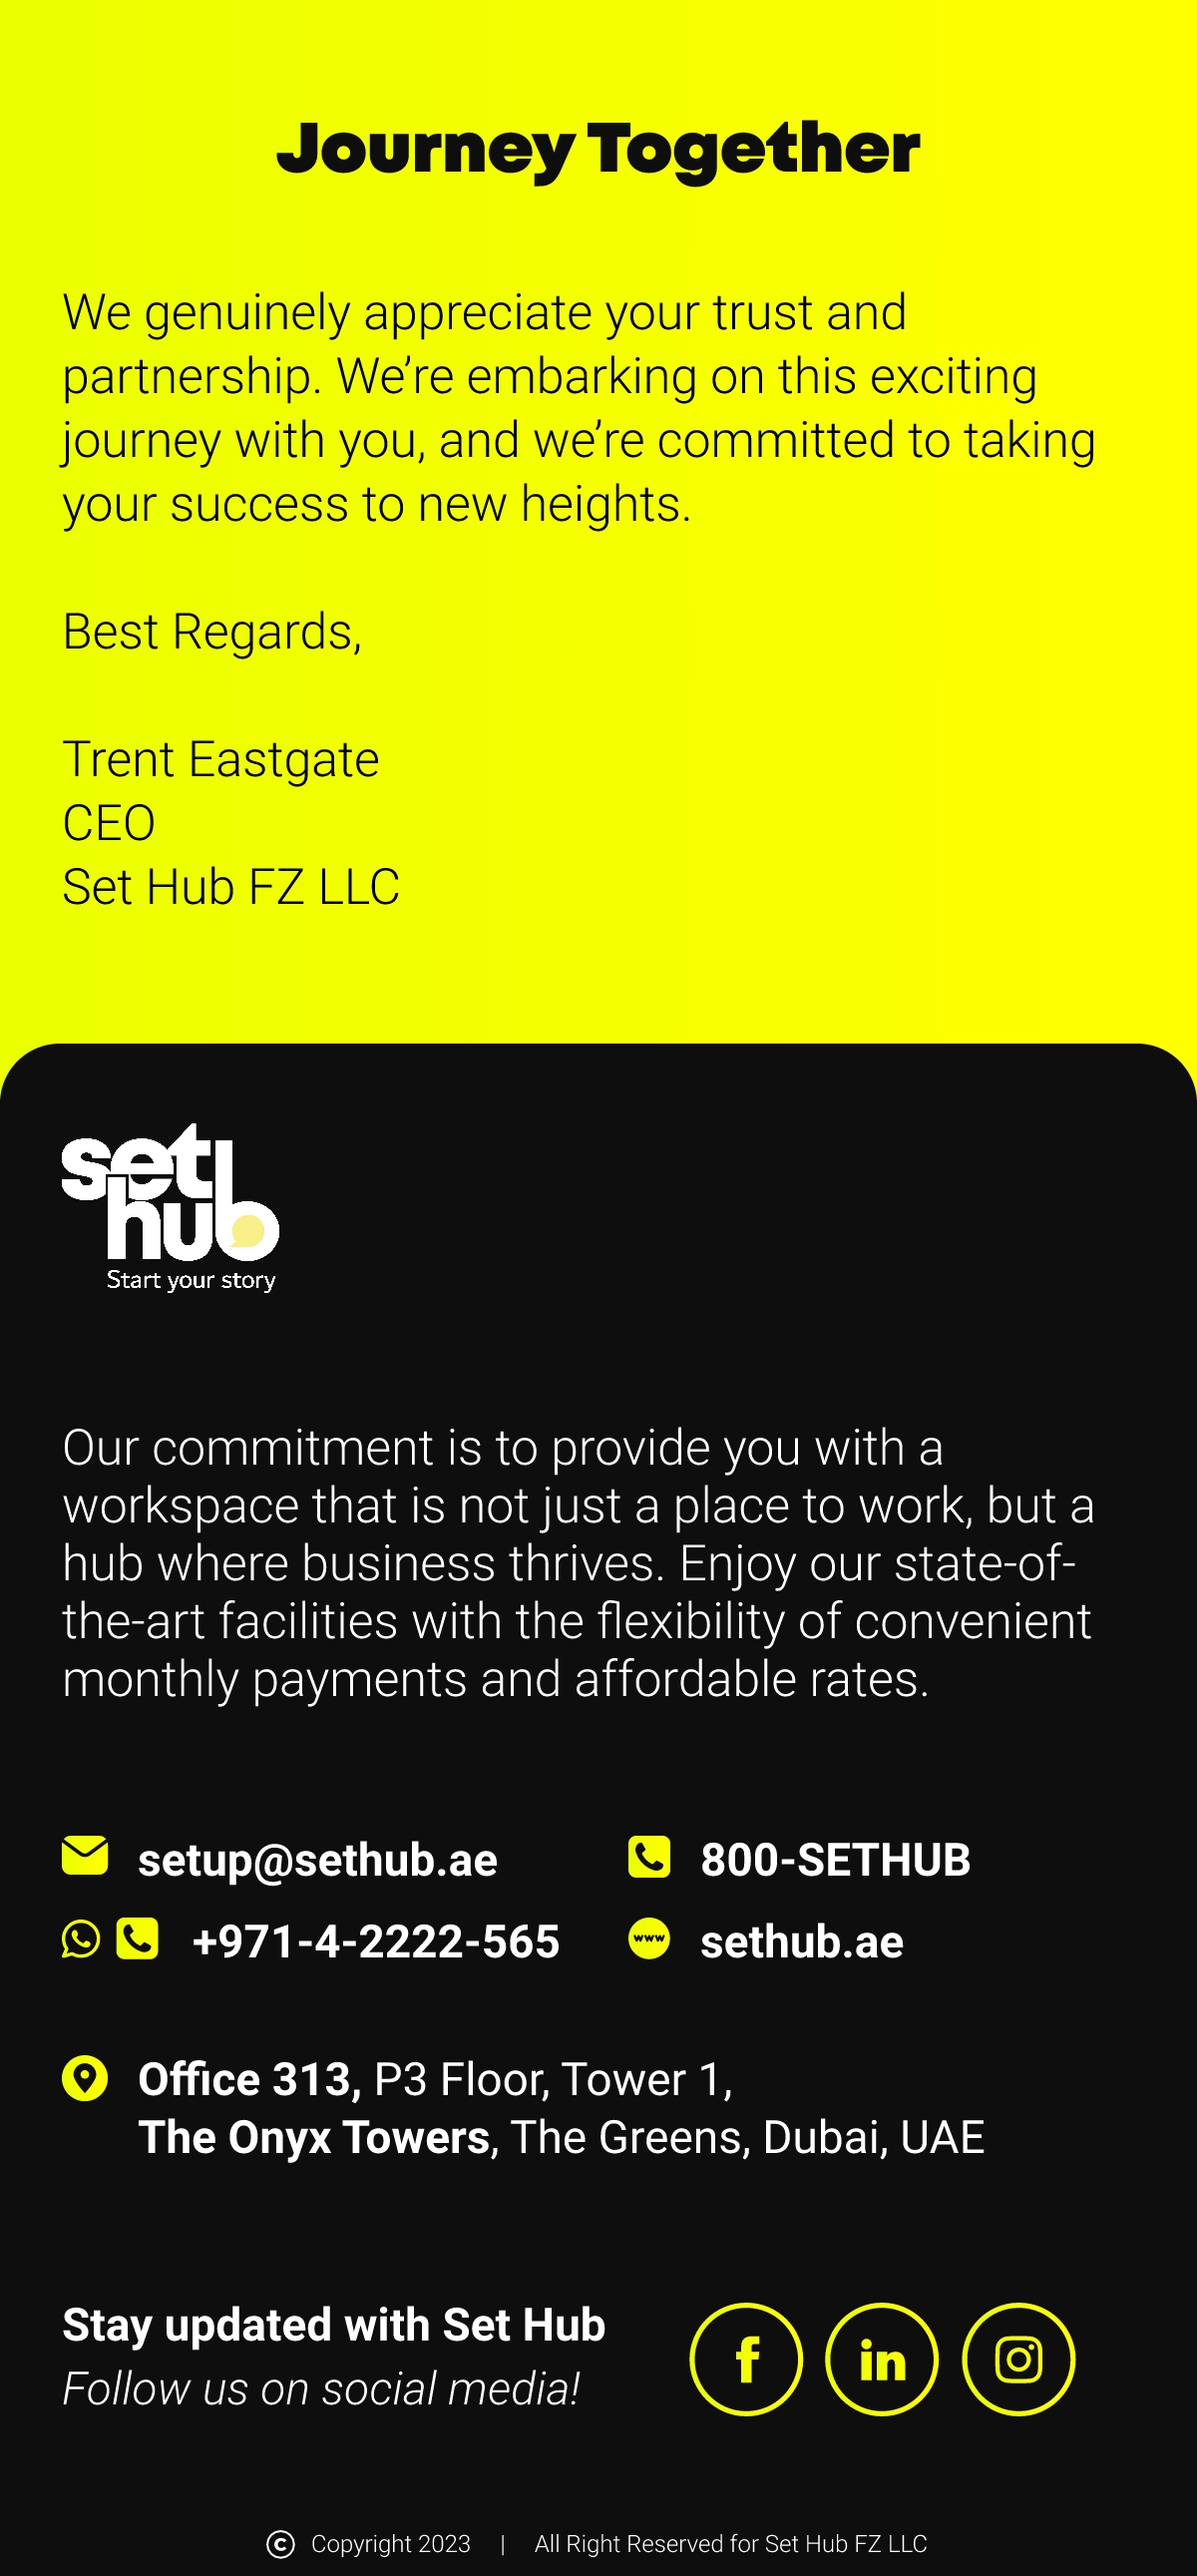 Journey Together
We genuinely appreciate your trust and
partnership. We’re embarking on this exciting
journey with you, and we’re committed to taking
your success to new heights.
Best Regards,
Trent Eastgate
CEO
Set Hub FZ LLC
set
hub
Start your story
Our commitment is to provide you with a
workspace that is not just a place to work, but a
hub where business thrives. Enjoy our state-of-
the-art facilities with the flexibility of convenient
monthly payments and affordable rates.
setup@sethub.ae
800-SETHUB
+971-4-2222-565
www sethub.ae
Office 313, P3 Floor, Tower 1,
The Onyx Towers, The Greens, Dubai, UAE
Stay updated with Set Hub
Follow us on social media!
f in
© Copyright 2023 | All Right Reserved for Set Hub FZ LLC